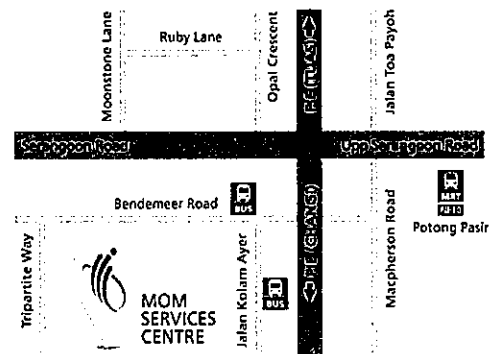 Moonstone Lane
Ruby Lane
Opal Crescent
PIE (TUAS)
Jalan Toa Payoh
Serangoon Road
Upp Serangoon Road
Bendemeer Road
BUS
MRT
Potong Pasir
Tripartite Way
MOM
SERVICES
CENTRE
Jalan Kolam Ayer
BUS
PIE (CHANGI)
Macpherson Road